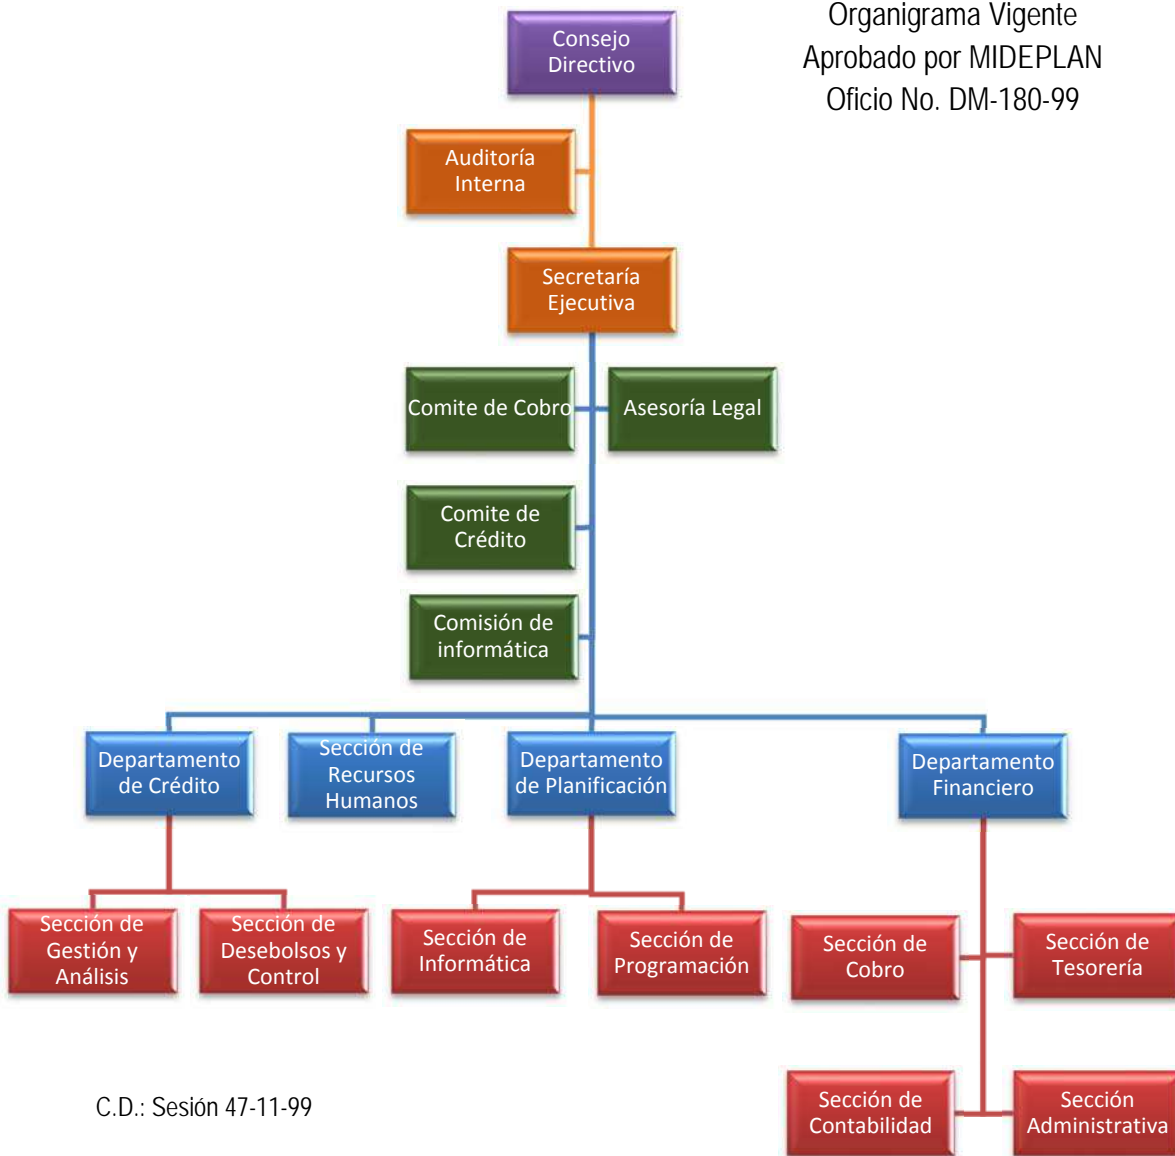 Organigrama Vigente
Aprobado por MIDEPLAN
Oficio No. DM-180-99
Consejo
Directivo
Auditoría
Interna
Secretaría
Ejecutiva
Comite de Cobro
Asesoría Legal
Comite de
Crédito
Comisión de
informática
Departamento
de Crédito
Sección de
Recursos
Humanos
Departamento
de Planificación
Departamento
Financiero
Sección de
Gestión y
Análisis
Sección de
Desebolsos y
Control
Sección de
Informática
Sección de
Programación
Sección de
Cobro
Sección de
Tesorería
Sección de
Contabilidad
Sección
Administrativa
C.D.: Sesión 47-11-99